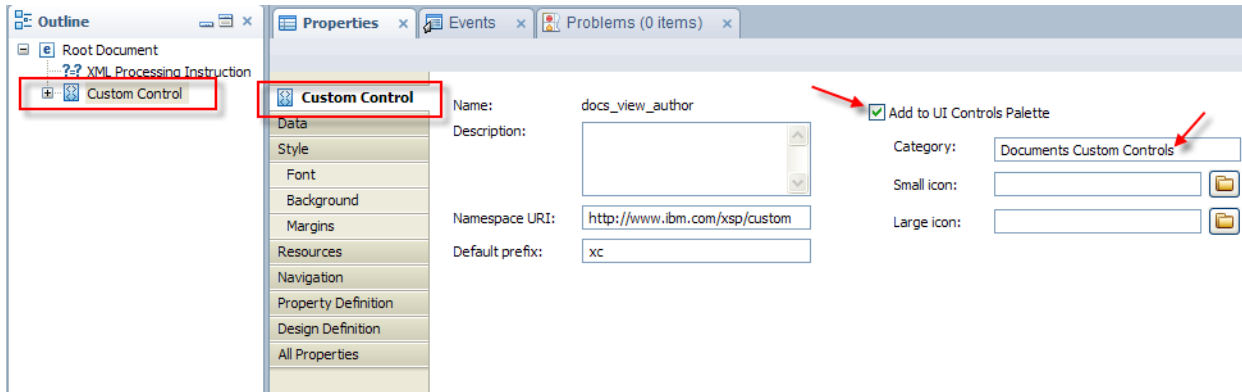 Outline
Properties
Events
Problems (0 items)
Root Document
?-? XML Processing Instruction
Custom Control
Custom Control
Data
Style
Font
Background
Margins
Resources
Navigation
Property Definition
Design Definition
All Properties
Name: docs_view_author
Description:
Namespace URI: http://www.ibm.com/xsp/custom
Default prefix: xc
Add to UI Controls Palette
Category: Documents Custom Controls
Small icon:
Large icon: